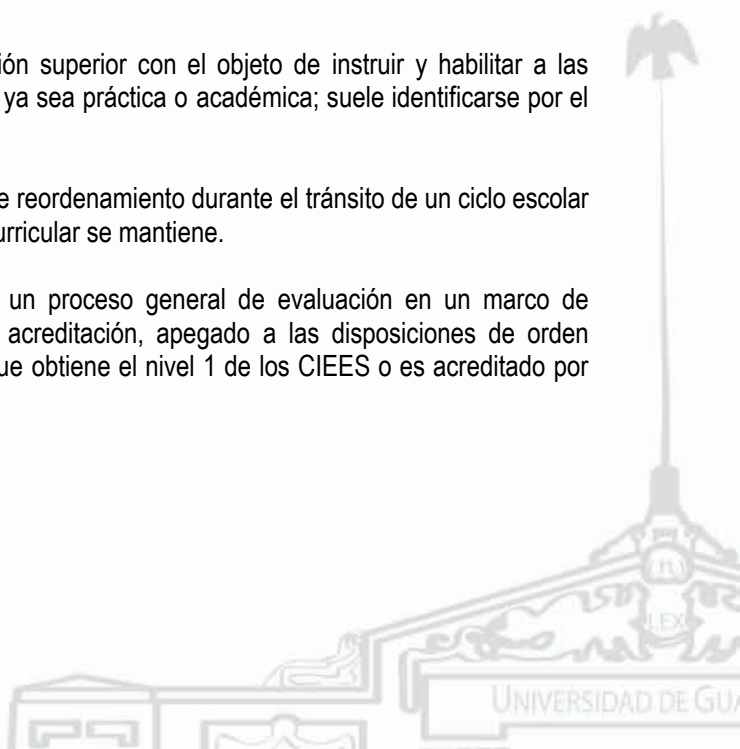 ión superior con el objeto de instruir y habilitar a las
ya sea práctica o académica; suele identificarse por el
e reordenamiento durante el tránsito de un ciclo escolar
urricular se mantiene.
un proceso general de evaluación en un marco de
acreditación, apegado a las disposiciones de orden
ue obtiene el nivel 1 de los CIEES o es acreditado por
LEX
UNIVERSIDAD DE GUA